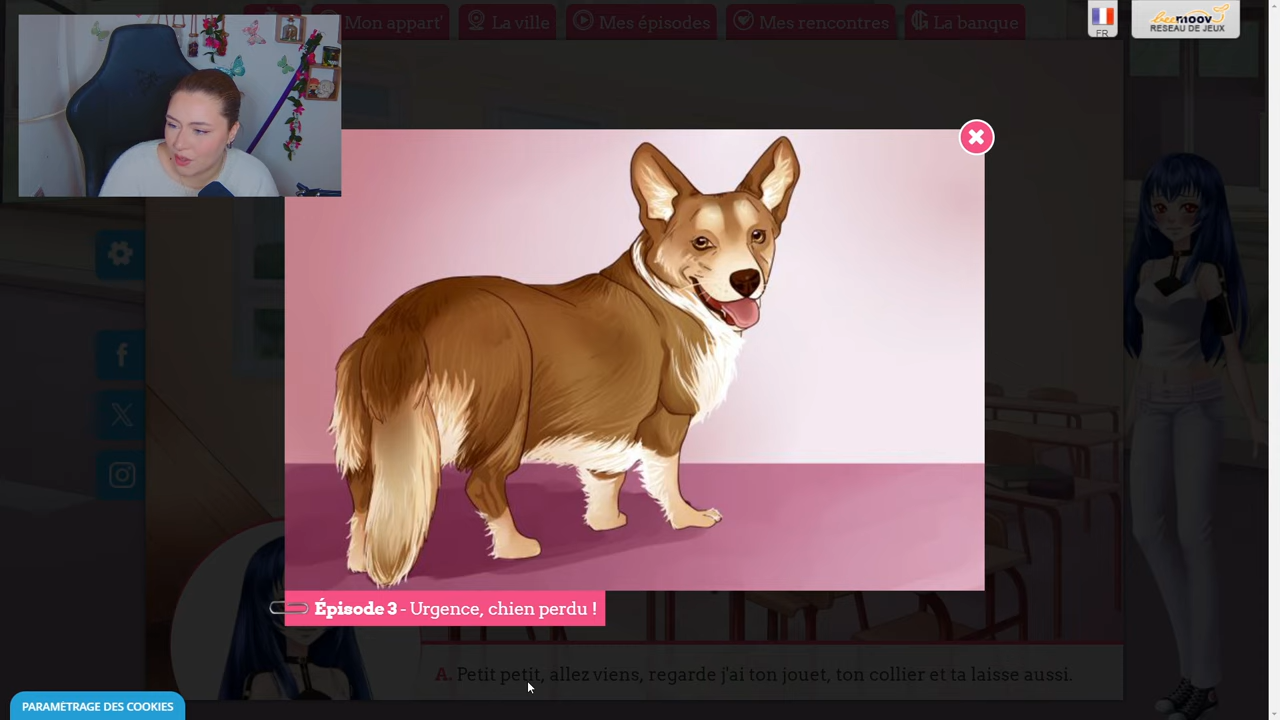 Mon appart'
La ville
Mes épisodes
Mes rencontres
La banque
FR
beemoov
RESEAU DE JEUX
Épisode 3 - Urgence, chien perdu !
A. Petit petit, allez viens, regarde j'ai ton jouet, ton collier et ta laisse aussi.
PARAMÉTRAGE DES COOKIES